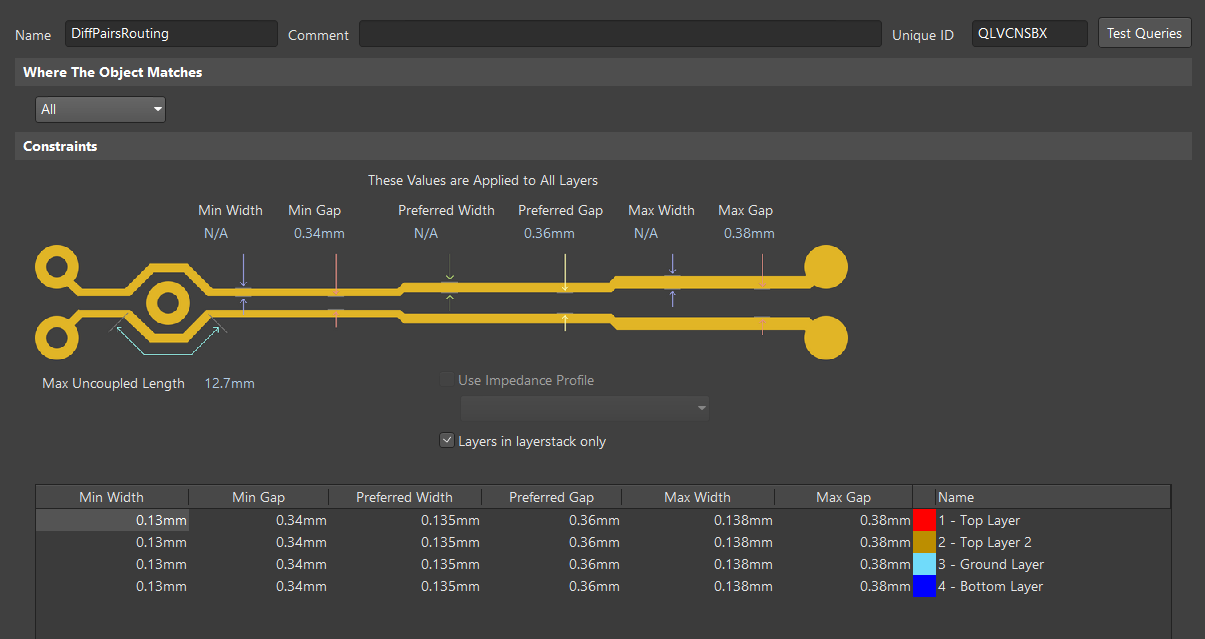 Name DiffPairsRouting Comment Unique ID QLVCNSBX Test Queries
Where The Object Matches
All
Constraints
These Values are Applied to All Layers
Min Width Min Gap Preferred Width Preferred Gap Max Width Max Gap
N/A 0.34mm N/A 0.36mm N/A 0.38mm
Max Uncoupled Length 12.7mm
Use Impedance Profile
Layers in layerstack only
Min Width Min Gap Preferred Width Preferred Gap Max Width Max Gap Name
0.13mm 0.34mm 0.135mm 0.36mm 0.138mm 0.38mm 1 - Top Layer
0.13mm 0.34mm 0.135mm 0.36mm 0.138mm 0.38mm 2 - Top Layer 2
0.13mm 0.34mm 0.135mm 0.36mm 0.138mm 0.38mm 3 - Ground Layer
0.13mm 0.34mm 0.135mm 0.36mm 0.138mm 0.38mm 4 - Bottom Layer